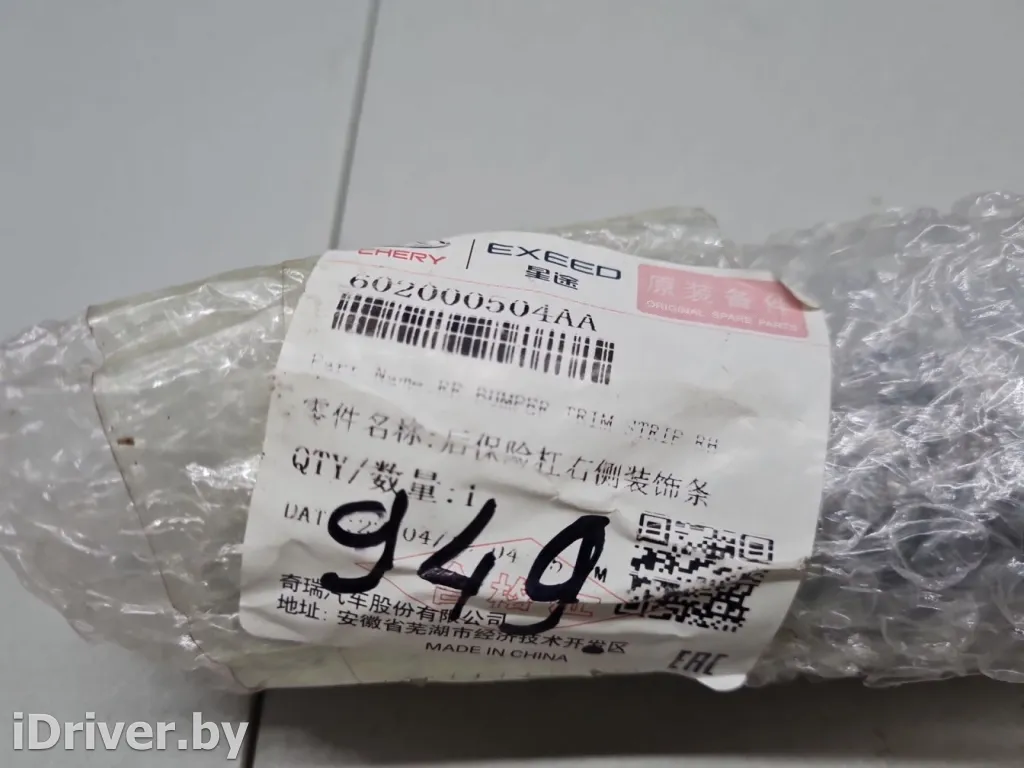 CHERY | EXEED
星途
原装备件
ORIGINAL SPARE PARTS
602000504AA
Part Name RR BUMPER TRIM STRIP RH
零件名称:后保险杠右侧装饰条
QTY/数量:1
949
合格证
奇瑞汽车股份有限公司
地址: 安徽省芜湖市经济技术开发区
MADE IN CHINA
EAC
iDriver.by